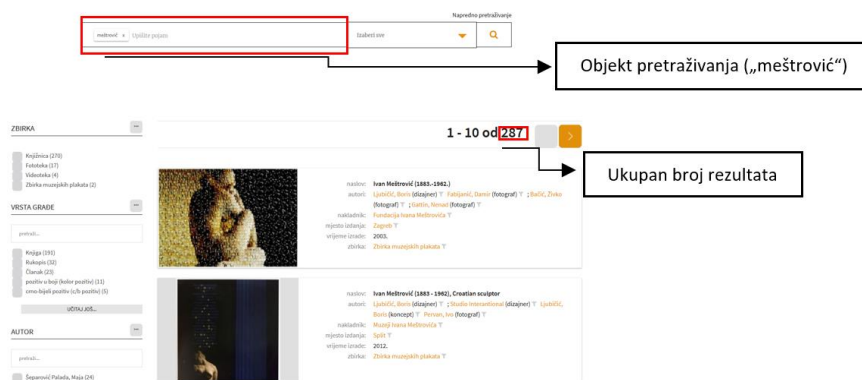 Napredno pretraživanje
meštrović x Upišite pojam
Izaberi sve
Objekt pretraživanja („meštrović“)
1 - 10 od 287
Ukupan broj rezultata
ZBIRKA
Knjižnica (270)
Fototeka (17)
Videoteka (4)
Zbirka muzejskih plakata (2)
VRSTA GRAĐE
pretraži...
Knjiga (191)
Rukopis (32)
Članak (23)
pozitiv u boji (kolor pozitiv) (11)
crno-bijeli pozitiv (c/b pozitiv) (5)
UČITAJ JOŠ...
AUTOR
pretraži...
Šeparović Palada, Maja (24)
naslov: Ivan Meštrović (1883.-1962.)
autori: Ljubičić, Boris (dizajner) ; Fabijanić, Damir (fotograf) ; Bačić, Živko
(fotograf) ; Gattin, Nenad (fotograf)
nakladnik: Fundacija Ivana Meštrovića
mjesto izdanja: Zagreb
vrijeme izrade: 2003.
zbirka: Zbirka muzejskih plakata
naslov: Ivan Meštrović (1883 - 1962), Croatian sculptor
autori: Ljubičić, Boris (dizajner) ; Studio International (dizajner) Ljubičić,
Boris (koncept) Pervan, Ivo (fotograf)
nakladnik: Muzeji Ivana Meštrovića
mjesto izdanja: Split
vrijeme izrade: 2012.
zbirka: Zbirka muzejskih plakata